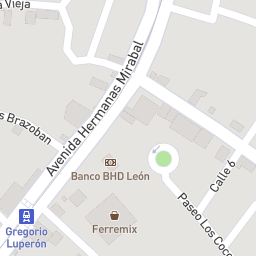 Vieja
Avenida Hermanas Mirabal
Brazoban
Banco BHD León
Calle 6
Paseo Los Coco
Gregorio
Luperón
Ferremix